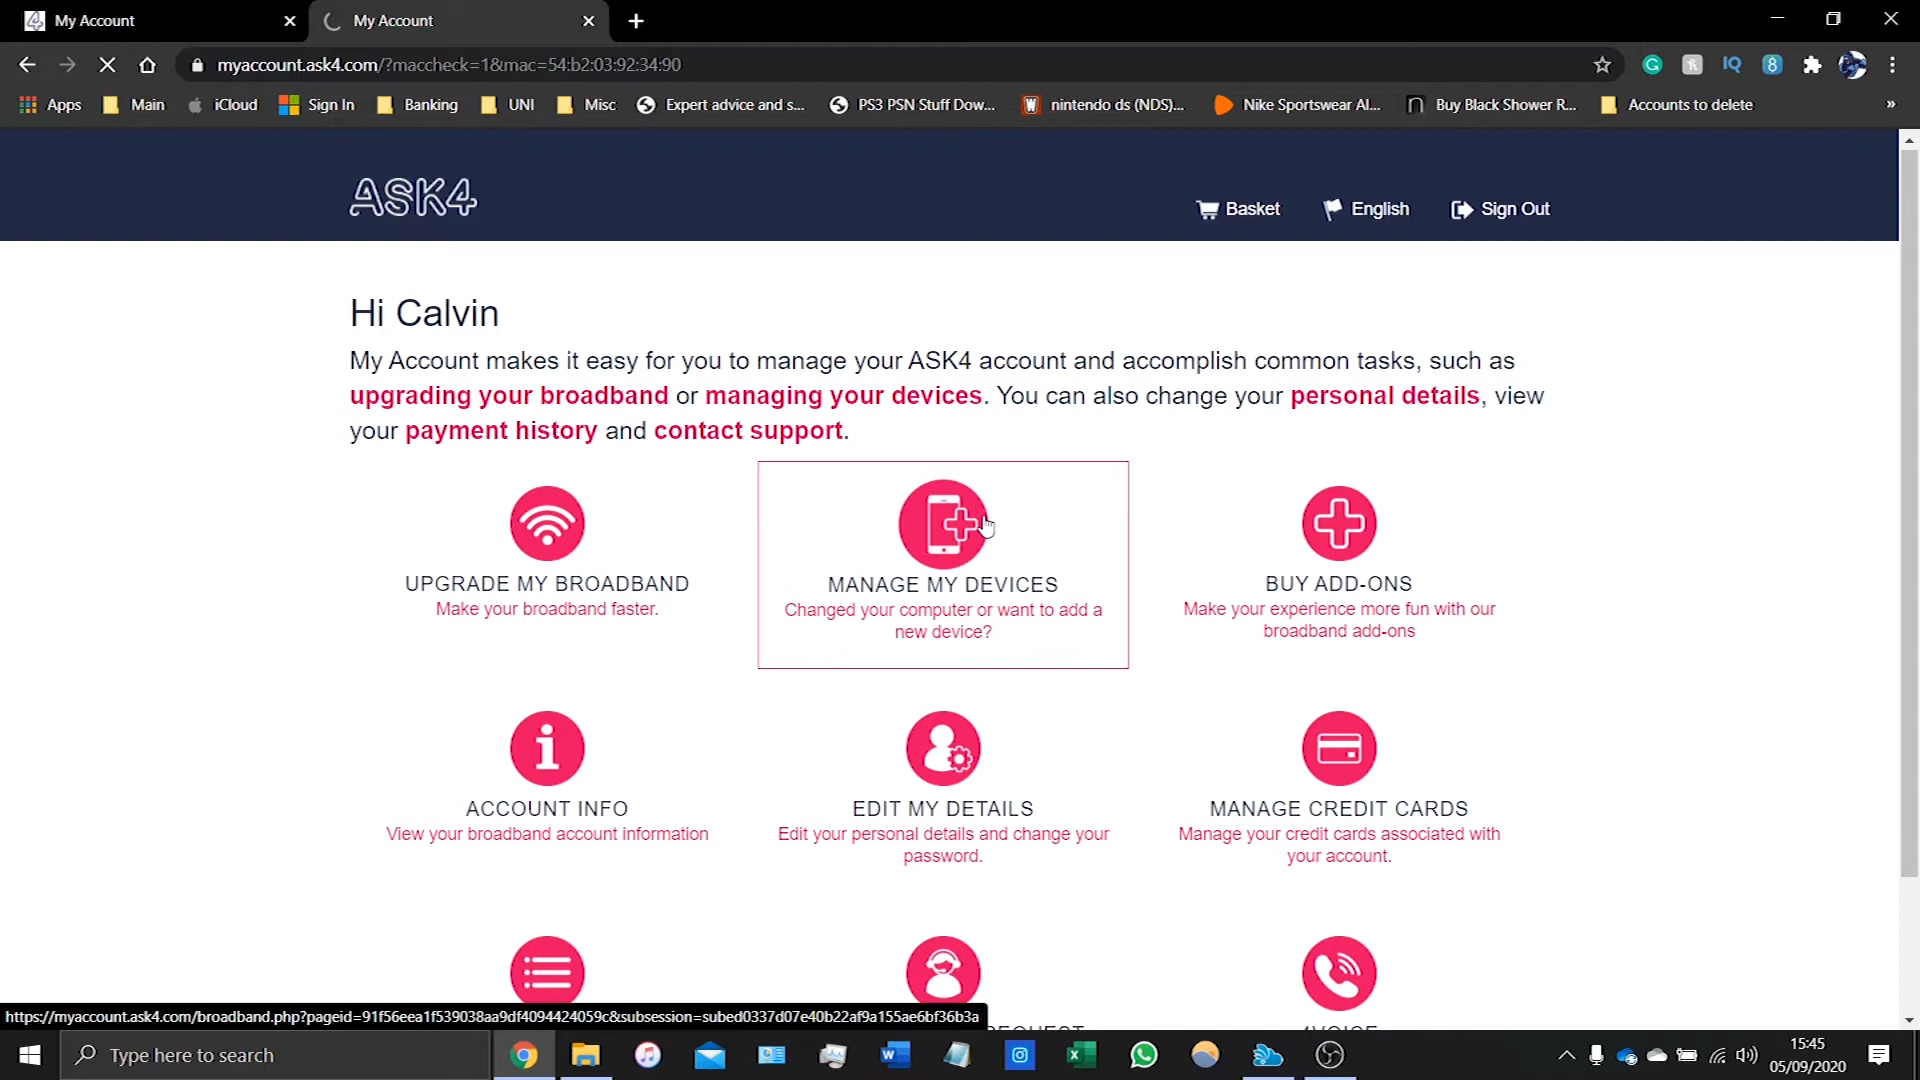 My Account
My Account
myaccount.ask4.com/?maccheck=1&mac=54:b2:03:92:34:90
Apps Main iCloud Sign In Banking UNI Misc Expert advice and s... PS3 PSN Stuff Dow... nintendo ds (NDS)... Nike Sportswear Al... Buy Black Shower R... Accounts to delete »
ASK4
Basket English Sign Out
Hi Calvin
My Account makes it easy for you to manage your ASK4 account and accomplish common tasks, such as
upgrading your broadband or managing your devices. You can also change your personal details, view
your payment history and contact support.
UPGRADE MY BROADBAND
Make your broadband faster.
MANAGE MY DEVICES
Changed your computer or want to add a
new device?
BUY ADD-ONS
Make your experience more fun with our
broadband add-ons
ACCOUNT INFO
View your broadband account information
EDIT MY DETAILS
Edit your personal details and change your
password.
MANAGE CREDIT CARDS
Manage your credit cards associated with
your account.
4VOICE
https://myaccount.ask4.com/broadband.php?pageid=91f56eea1f539038aa9df4094424059c&subsession=subed0337d07e40b22af9a155ae6bf36b3a
Type here to search
15:45
05/09/2020